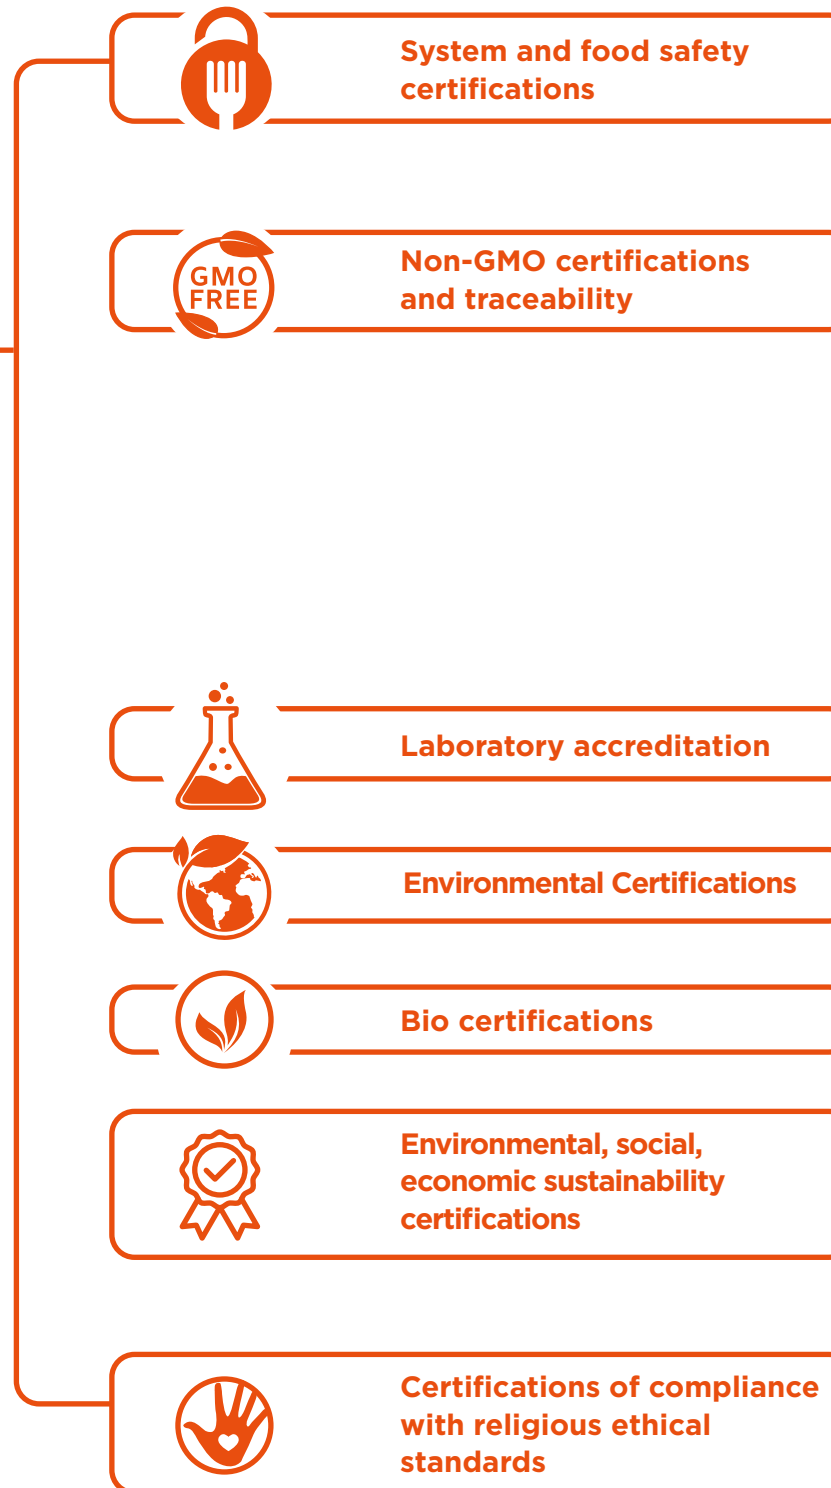 System and food safety
certifications
GMO
FREE
Non-GMO certifications
and traceability
Laboratory accreditation
Environmental Certifications
Bio certifications
Environmental, social,
economic sustainability
certifications
Certifications of compliance
with religious ethical
standards